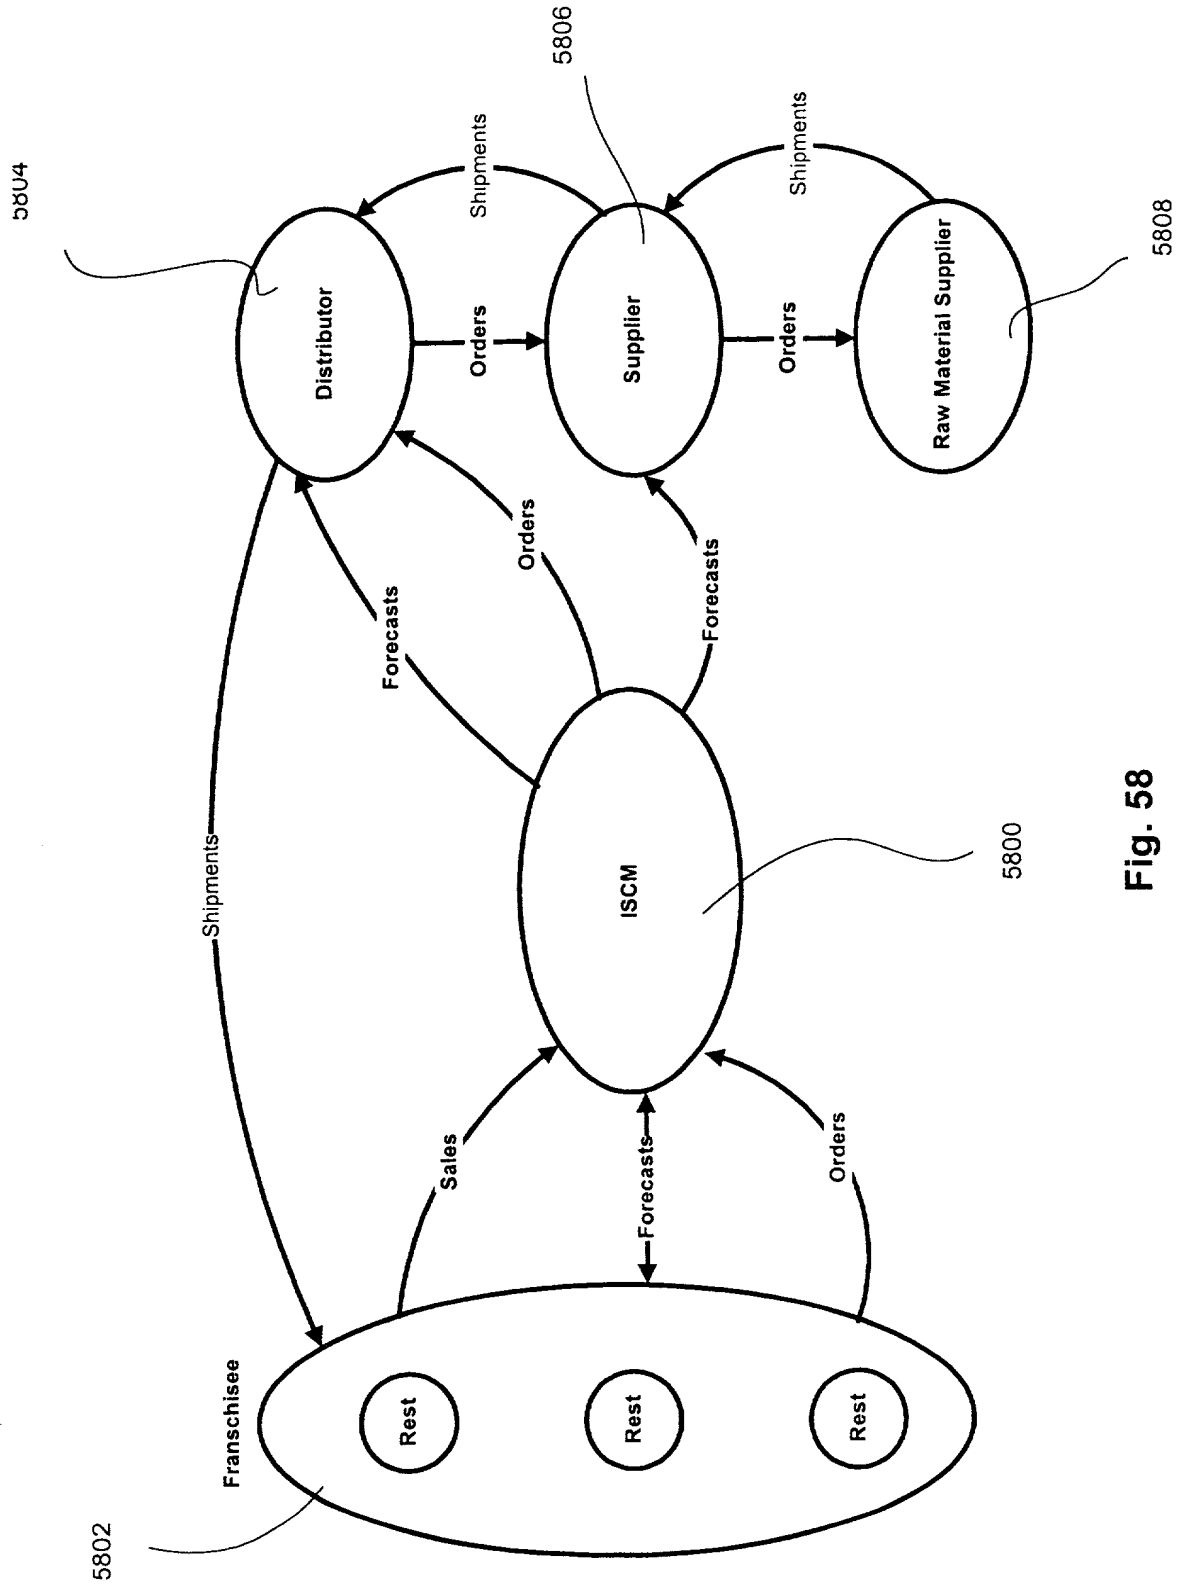 5804
5802
Shipments
Franschisee
Distributor
Forecasts
Rest
Sales
Orders
Shipments
Orders
5806
Rest
ISCM
Supplier
Forecasts
Forecasts
Orders
Shipments
Orders
Rest
Raw Material Supplier
5800
5808
Fig. 58